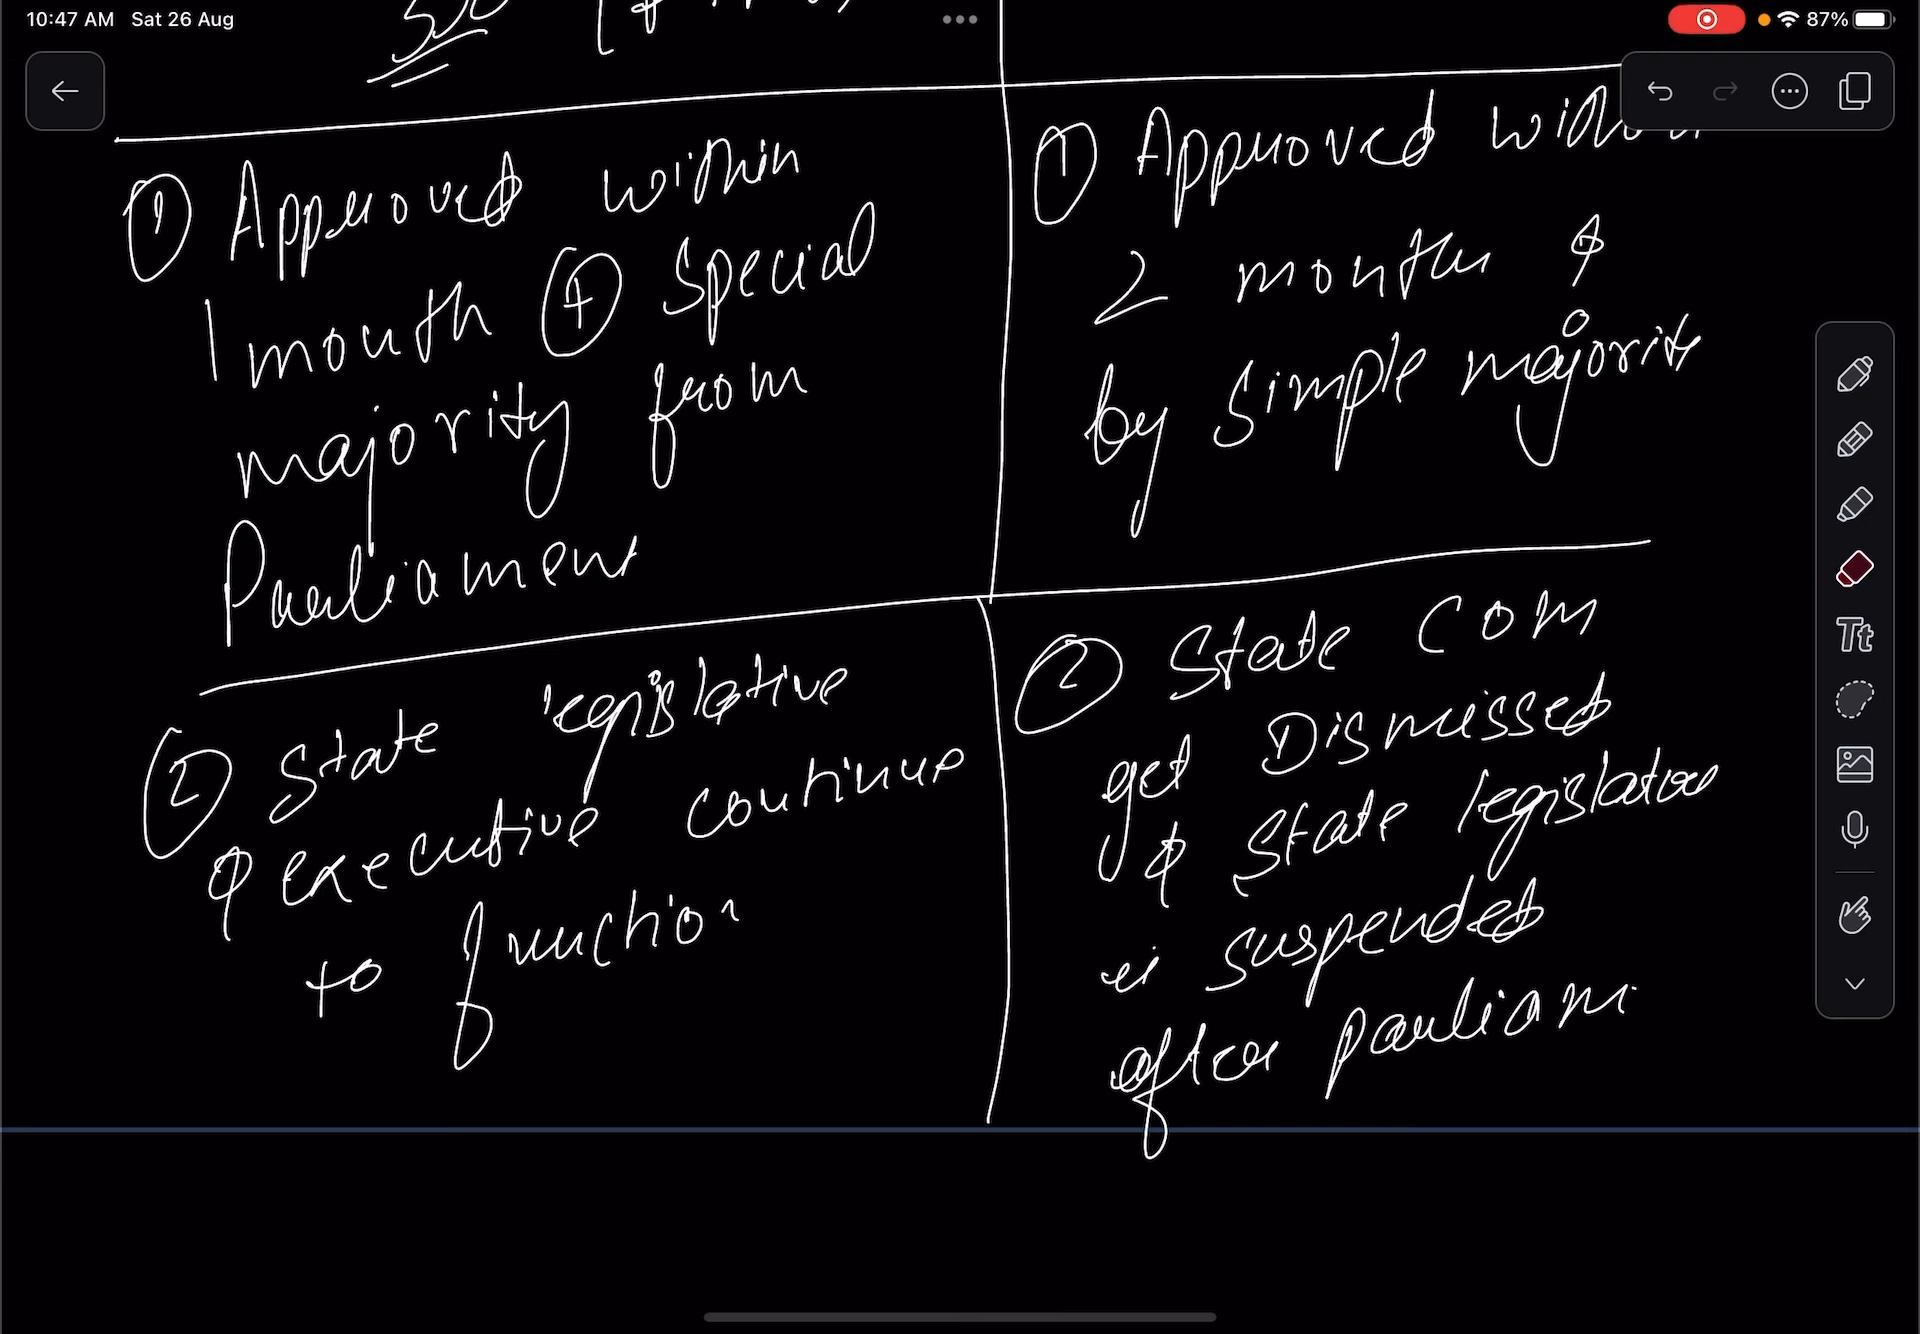 10:47 AM Sat 26 Aug
87%
① Approved within
1 month + Special
majority from
Parliament
① Approved
2 months &
by simple majority
② State legislative
& executive continue
to function
② State COM
get Dismissed
& State legislature
is suspended
after parliam
Tt